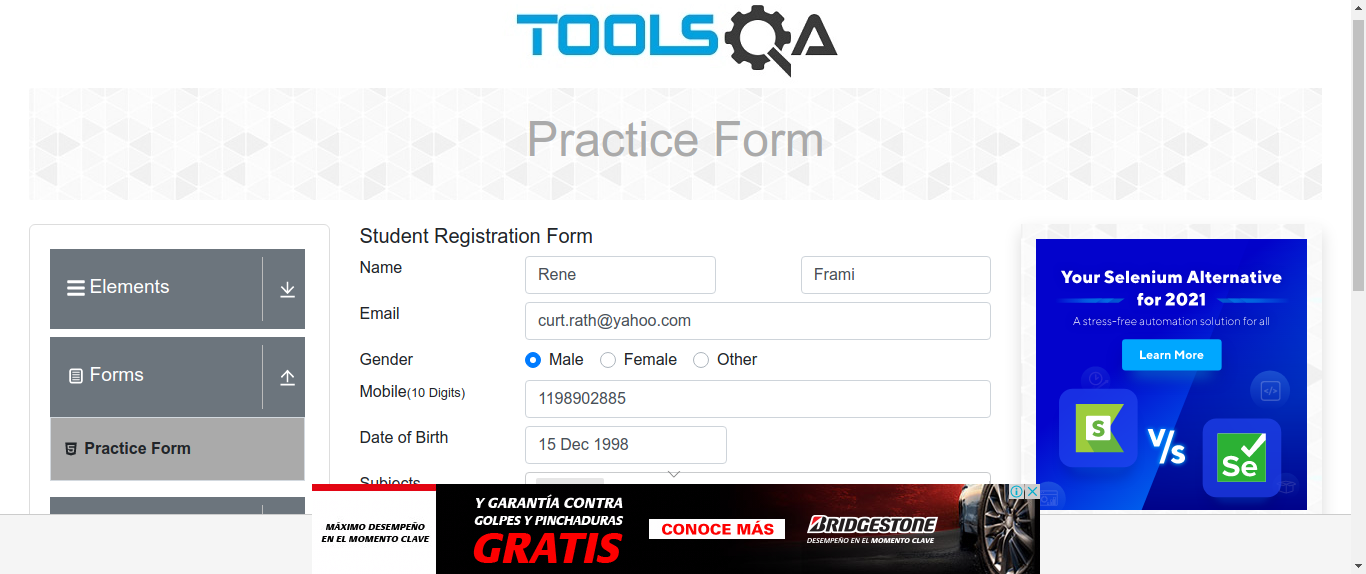 TOOLSQA
Practice Form
Elements
Forms
Practice Form
Student Registration Form
Name
Rene
Frami
Email
curt.rath@yahoo.com
Gender
Male
Female
Other
Mobile(10 Digits)
1198902885
Date of Birth
15 Dec 1998
Subjects
Your Selenium Alternative
for 2021
A stress-free automation solution for all
Learn More
S
V/s
Se
MÁXIMO DESEMPEÑO
EN EL MOMENTO CLAVE
Y GARANTÍA CONTRA
GOLPES Y PINCHADURAS
GRATIS
CONOCE MÁS
BRIDGESTONE
DESEMPEÑO EN EL MOMENTO CLAVE